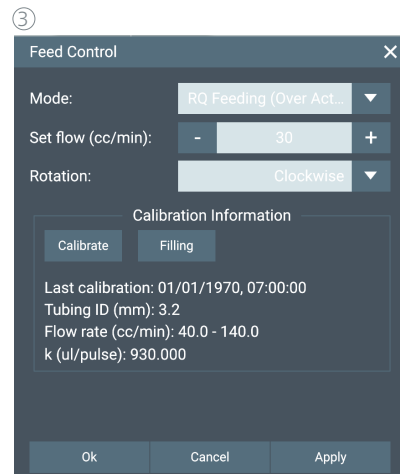 ③
Feed Control ×
Mode: RQ Feeding (Over Act...
Set flow (cc/min): - 30 +
Rotation: Clockwise
Calibration Information
Calibrate Filling
Last calibration: 01/01/1970, 07:00:00
Tubing ID (mm): 3.2
Flow rate (cc/min): 40.0 - 140.0
k (ul/pulse): 930.000
Ok Cancel Apply